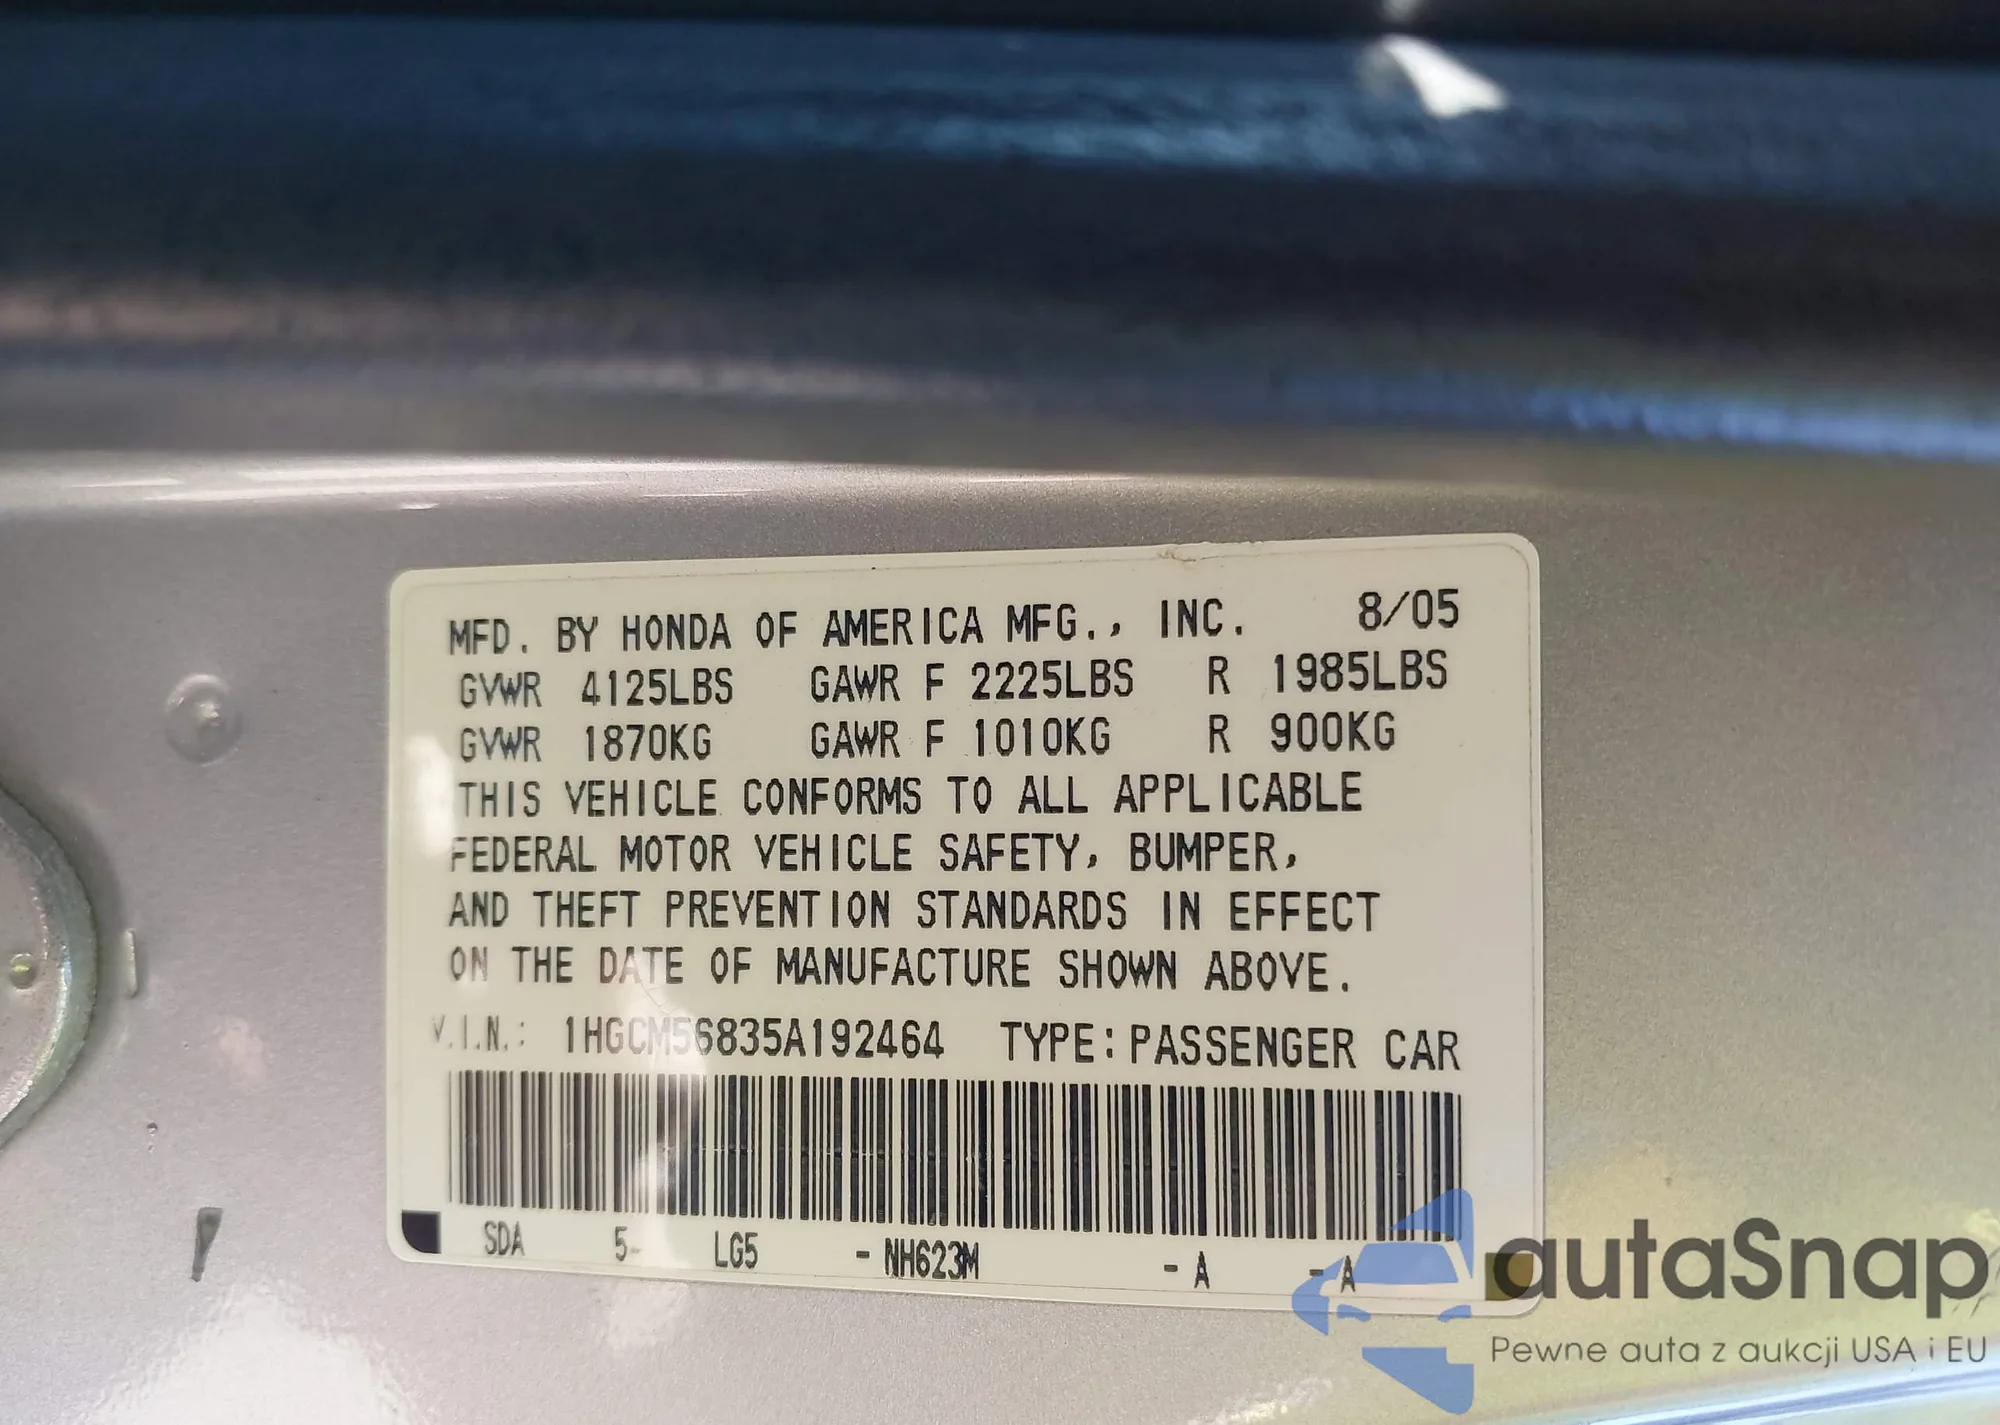 MFD. BY HONDA OF AMERICA MFG., INC. 8/05
GVWR 4125LBS GAWR F 2225LBS R 1985LBS
GVWR 1870KG GAWR F 1010KG R 900KG
THIS VEHICLE CONFORMS TO ALL APPLICABLE
FEDERAL MOTOR VEHICLE SAFETY, BUMPER,
AND THEFT PREVENTION STANDARDS IN EFFECT
ON THE DATE OF MANUFACTURE SHOWN ABOVE.
V.I.N.: 1HGCM56835A192464 TYPE: PASSENGER CAR
SDA 5- LG5 - NH623M - A - A
autaSnap
Pewne auta z aukcji USA i EU